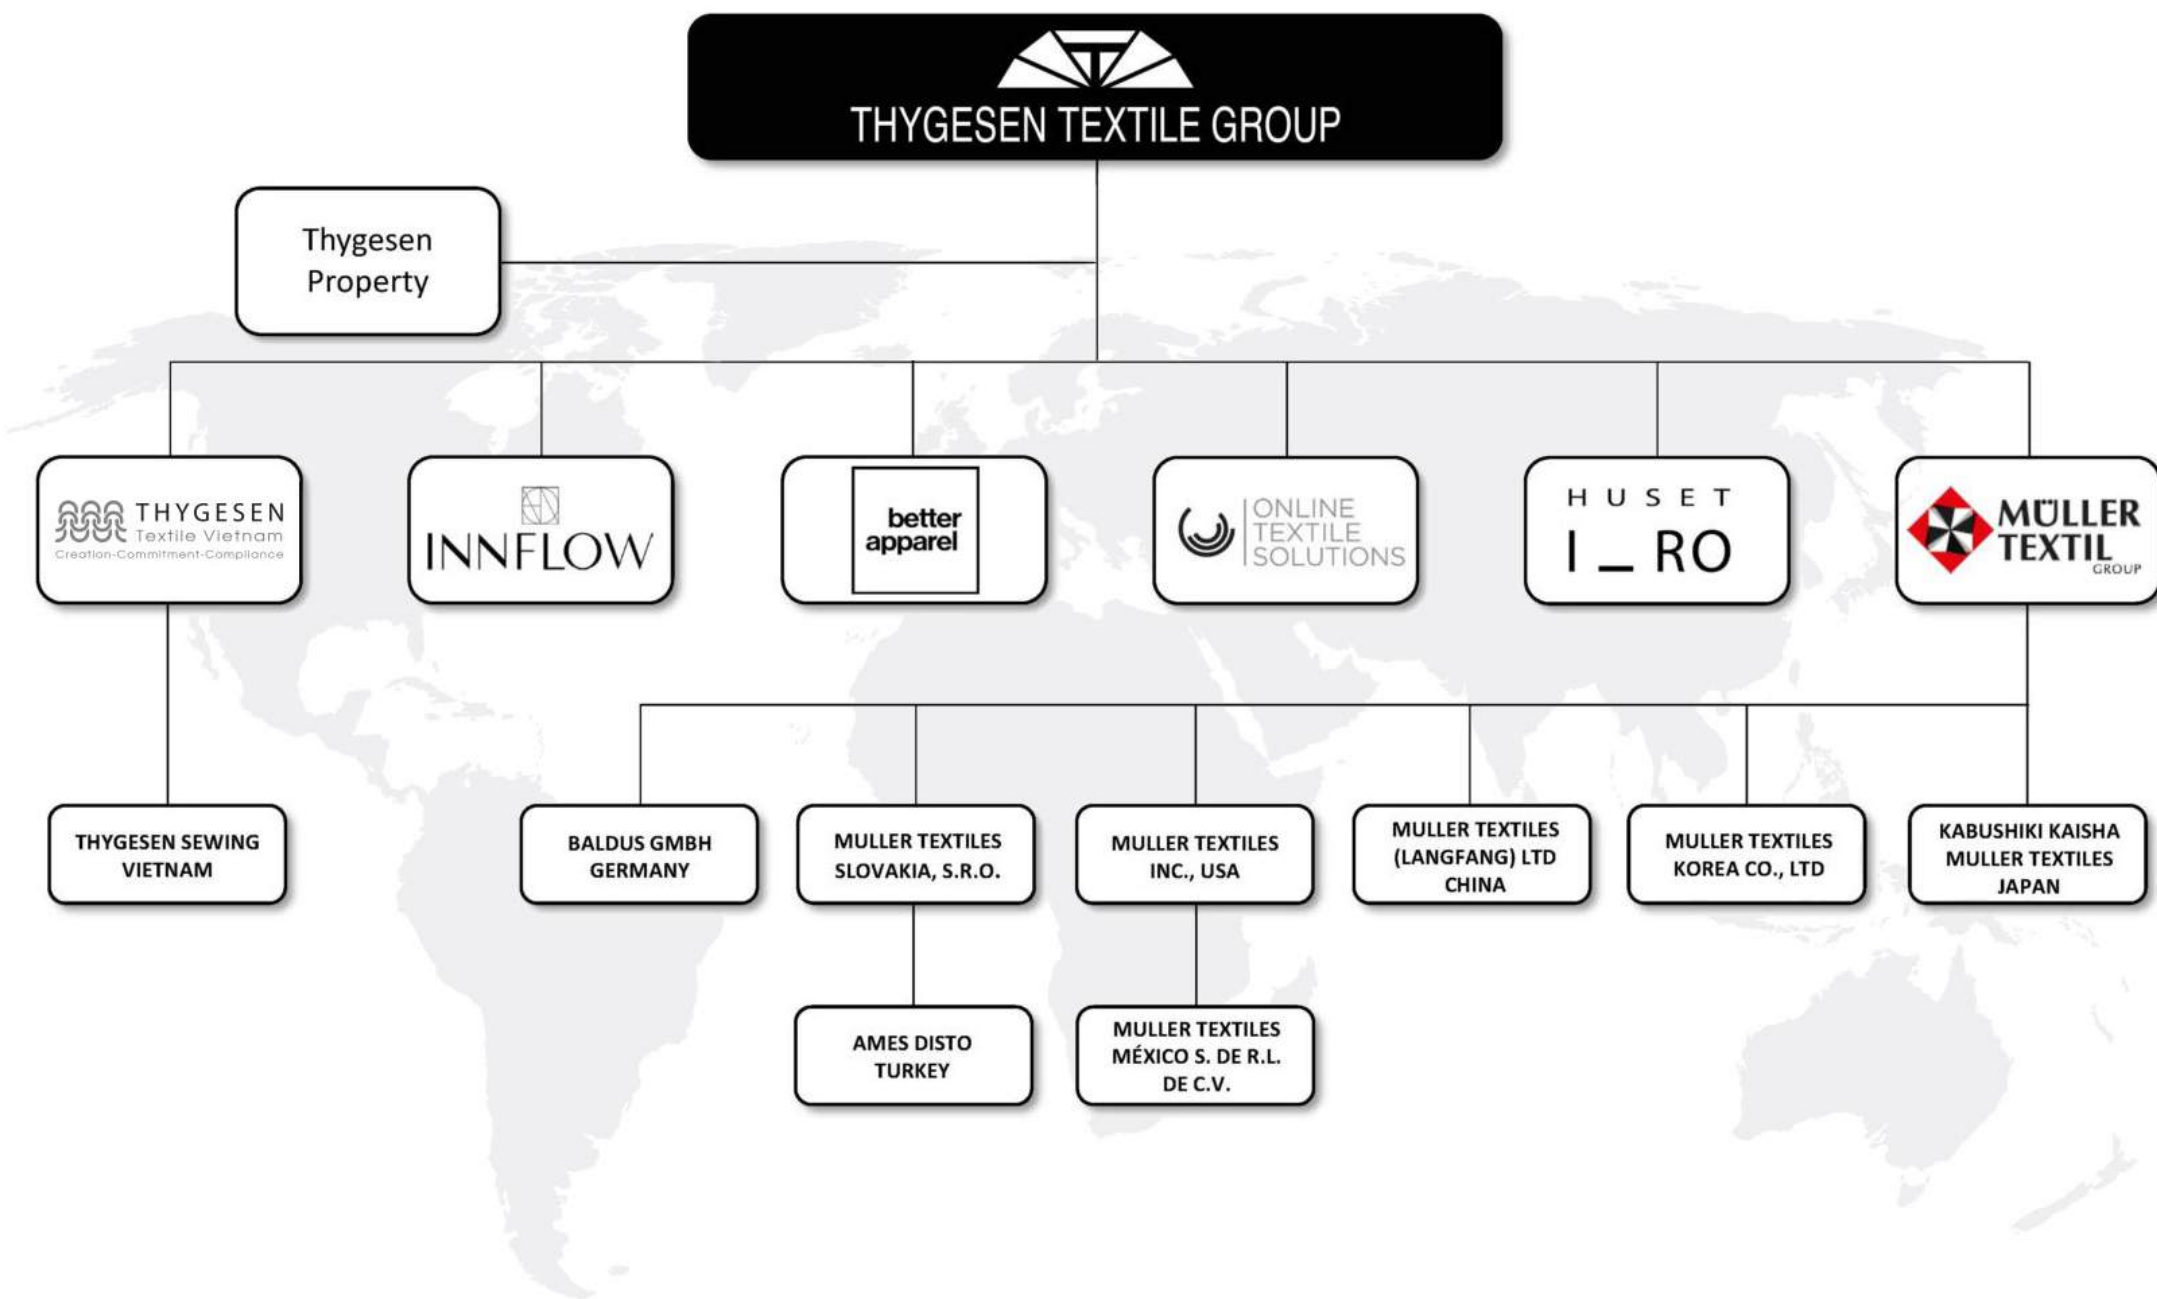 THYGESEN TEXTILE GROUP
Thygesen
Property
THYGESEN
Textile Vietnam
Creation-Commitment-Compliance
INNFLOW
better
apparel
ONLINE
TEXTILE
SOLUTIONS
HUSET
I_RO
MÜLLER
TEXTIL
GROUP
THYGESEN SEWING
VIETNAM
BALDUS GMBH
GERMANY
MULLER TEXTILES
SLOVAKIA, S.R.O.
MULLER TEXTILES
INC., USA
MULLER TEXTILES
(LANGFANG) LTD
CHINA
MULLER TEXTILES
KOREA CO., LTD
KABUSHIKI KAISHA
MULLER TEXTILES
JAPAN
AMES DISTO
TURKEY
MULLER TEXTILES
MÉXICO S. DE R.L.
DE C.V.